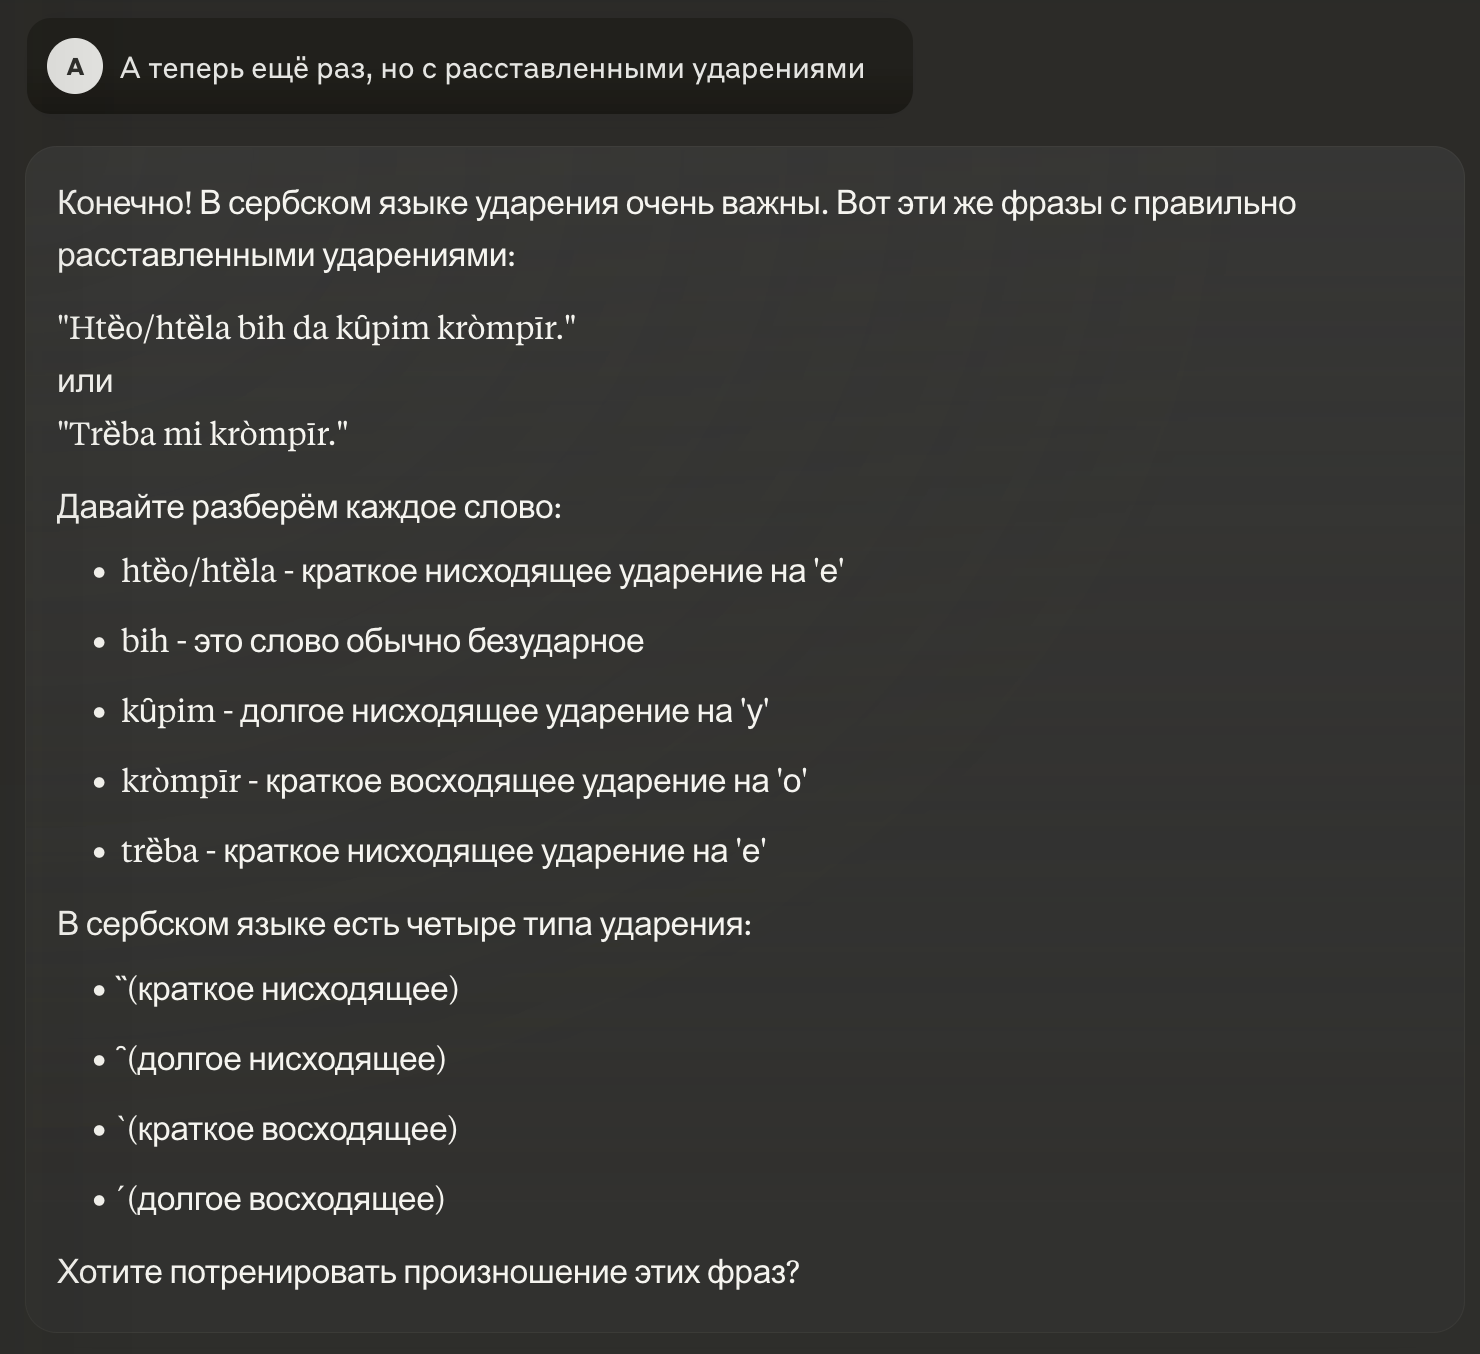 A
А теперь ещё раз, но с расставленными ударениями
Конечно! В сербском языке ударения очень важны. Вот эти же фразы с правильно
расставленными ударениями:
"Htȅo/htȅla bih da kȗpim kròmpīr."
или
"Trȅba mi kròmpīr."
Давайте разберём каждое слово:
• htȅo/htȅla - краткое нисходящее ударение на 'е'
• bih - это слово обычно безударное
• kȗpim - долгое нисходящее ударение на 'у'
• kròmpīr - краткое восходящее ударение на 'о'
• trȅba - краткое нисходящее ударение на 'е'
В сербском языке есть четыре типа ударения:
• ̏ (краткое нисходящее)
• ̑ (долгое нисходящее)
• ̀ (краткое восходящее)
• ́ (долгое восходящее)
Хотите потренировать произношение этих фраз?